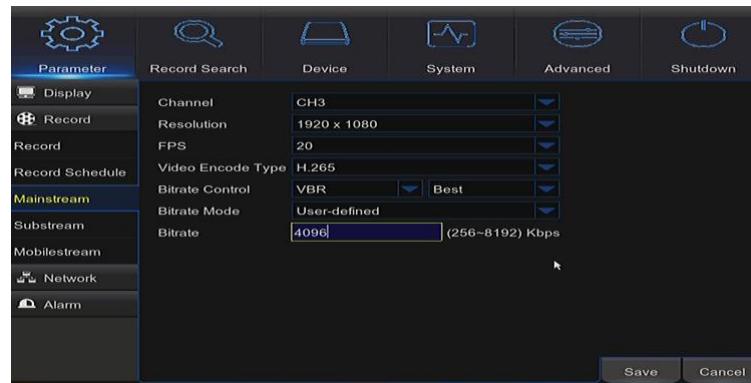 Parameter Record Search Device System Advanced Shutdown
Display
Record
Record
Record Schedule
Mainstream
Substream
Mobilestream
Network
Alarm
Channel CH3
Resolution 1920 x 1080
FPS 20
Video Encode Type H.265
Bitrate Control VBR Best
Bitrate Mode User-defined
Bitrate 4096 (256~8192) Kbps
Save Cancel